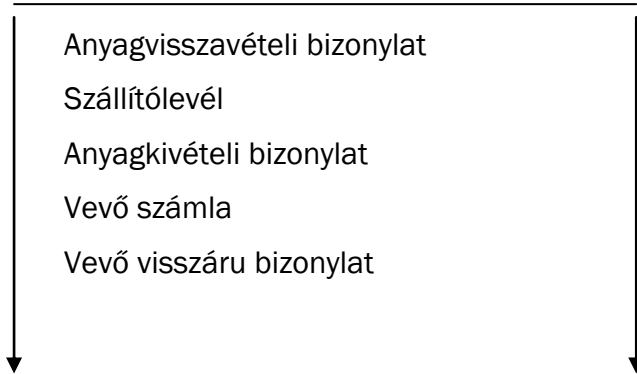 Anyagvisszavételi bizonylat
Szállítólevél
Anyagkivételi bizonylat
Vevő számla
Vevő visszáru bizonylat